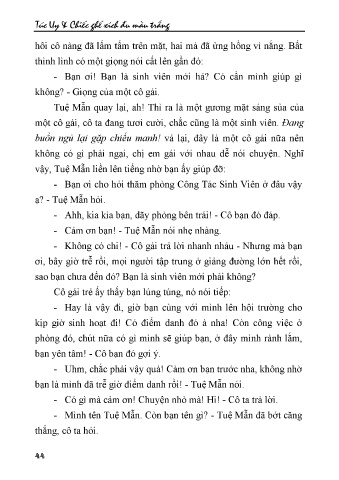 Túc Uy & Chiếc ghế xích đu màu trắng
hôi cô nàng đã lấm tấm trên mặt, hai má đã ửng hồng vì nắng. Bất
thình lình có một giọng nói cất lên gần đó:
- Bạn ơi! Bạn là sinh viên mới hả? Có cần mình giúp gì
không? - Giọng của một cô gái.
Tuệ Mẫn quay lại, ah! Thì ra là một gương mặt sáng sủa của
một cô gái, cô ta đang tươi cười, chắc cũng là một sinh viên. Đang
buồn ngủ lại gặp chiếu manh! vả lại, đây là một cô gái nữa nên
không có gì phải ngại, chị em gái với nhau dễ nói chuyện. Nghĩ
vậy, Tuệ Mẫn liền lên tiếng nhờ bạn ấy giúp đỡ:
- Bạn ơi cho hỏi thăm phòng Công Tác Sinh Viên ở đâu vậy
ạ? - Tuệ Mẫn hỏi.
- Ahh, kia kìa bạn, dãy phòng bên trái! - Cô bạn đó đáp.
- Cảm ơn bạn! - Tuệ Mẫn nói nhẹ nhàng.
- Không có chi! - Cô gái trả lời nhanh nhảu - Nhưng mà bạn
ơi, bây giờ trễ rồi, mọi người tập trung ở giảng đường lớn hết rồi,
sao bạn chưa đến đó? Bạn là sinh viên mới phải không?
Cô gái trẻ ấy thấy bạn lúng túng, nó nói tiếp:
- Hay là vậy đi, giờ bạn cùng với mình lên hội trường cho
kịp giờ sinh hoạt đi! Có điểm danh đó à nha! Còn công việc ở
phòng đó, chút nữa có gì mình sẽ giúp bạn, ở đây mình rành lắm,
bạn yên tâm! - Cô bạn đó gợi ý.
- Uhm, chắc phải vậy quá! Cảm ơn bạn trước nha, không nhờ
bạn là mình đã trễ giờ điểm danh rồi! - Tuệ Mẫn nói.
- Có gì mà cảm ơn! Chuyện nhỏ mà! Hì! - Cô ta trả lời.
- Mình tên Tuệ Mẫn. Còn bạn tên gì? - Tuệ Mẫn đã bớt căng
thẳng, cô ta hỏi.
44